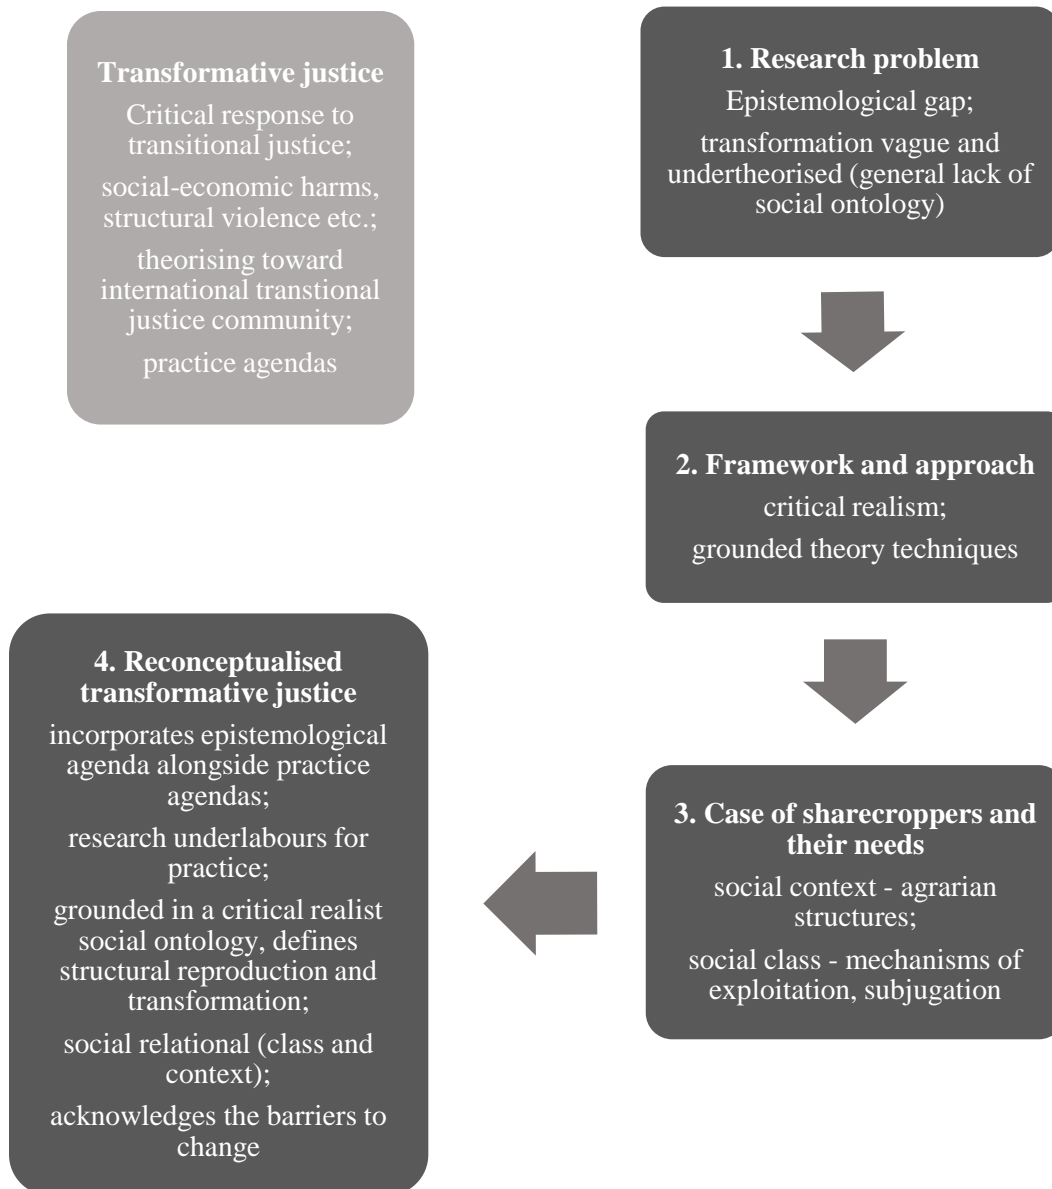 Transformative justice
Critical response to
transitional justice;
social-economic harms,
structural violence etc.;
theorising toward
international transtional
justice community;
practice agendas
1. Research problem
Epistemological gap;
transformation vague and
undertheorised (general lack of
social ontology)
2. Framework and approach
critical realism;
grounded theory techniques
3. Case of sharecroppers and
their needs
social context - agrarian
structures;
social class - mechanisms of
exploitation, subjugation
4. Reconceptualised
transformative justice
incorporates epistemological
agenda alongside practice
agendas;
research underlabours for
practice;
grounded in a critical realist
social ontology, defines
structural reproduction and
transformation;
social relational (class and
context);
acknowledges the barriers to
change